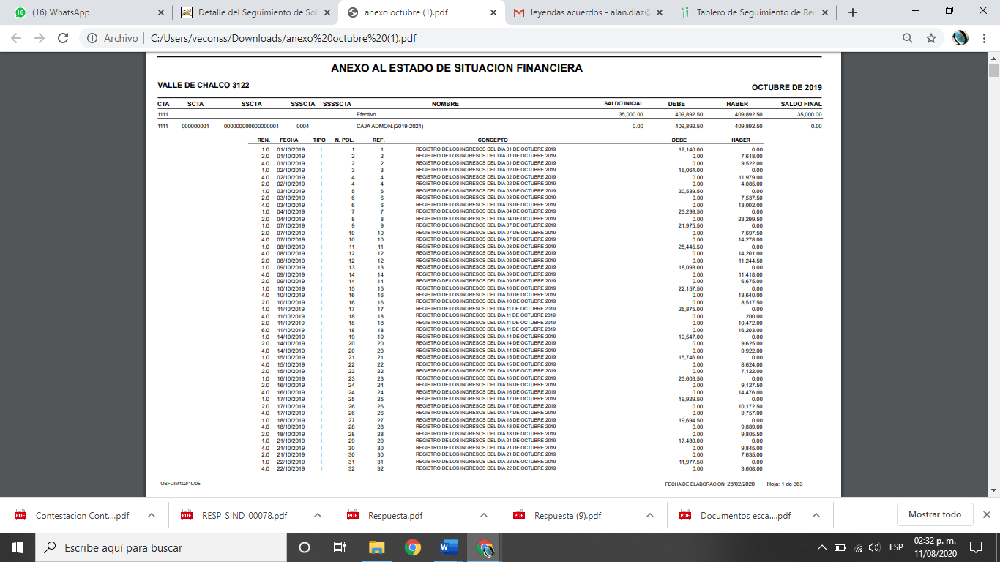 (16) WhatsApp Detalle del Seguimiento de Sol anexo octubre (1).pdf leyendas acuerdos - alan.diaz@ Tablero de Seguimiento de Rec
Archivo C:/Users/veconss/Downloads/anexo%20octubre%20(1).pdf
ANEXO AL ESTADO DE SITUACION FINANCIERA
VALLE DE CHALCO 3122 OCTUBRE DE 2019
CTA SCTA SSCTA SSSCTA SSSSCTA NOMBRE SALDO INICIAL DEBE HABER SALDO FINAL
1111 Efectivo 35,000.00 409,892.50 409,892.50 35,000.00
1111 000000001 000000000000000001 0004 CAJA ADMON.(2019-2021) 0.00 409,892.50 409,892.50 0.00
REN. FECHA TIPO N. POL. REF. CONCEPTO DEBE HABER
1.0 01/10/2019 I 1 1 REGISTRO DE LOS INGRESOS DEL DIA 01 DE OCTUBRE 2019 17,140.00 0.00
2.0 01/10/2019 I 2 2 REGISTRO DE LOS INGRESOS DEL DIA 01 DE OCTUBRE 2019 0.00 7,618.00
4.0 01/10/2019 I 2 2 REGISTRO DE LOS INGRESOS DEL DIA 01 DE OCTUBRE 2019 0.00 9,522.00
1.0 02/10/2019 I 3 3 REGISTRO DE LOS INGRESOS DEL DIA 02 DE OCTUBRE 2019 16,064.00 0.00
4.0 02/10/2019 I 4 4 REGISTRO DE LOS INGRESOS DEL DIA 02 DE OCTUBRE 2019 0.00 11,979.00
2.0 02/10/2019 I 4 4 REGISTRO DE LOS INGRESOS DEL DIA 02 DE OCTUBRE 2019 0.00 4,085.00
1.0 03/10/2019 I 5 5 REGISTRO DE LOS INGRESOS DEL DIA 03 DE OCTUBRE 2019 20,539.50 0.00
2.0 03/10/2019 I 6 6 REGISTRO DE LOS INGRESOS DEL DIA 03 DE OCTUBRE 2019 0.00 7,537.50
4.0 03/10/2019 I 6 6 REGISTRO DE LOS INGRESOS DEL DIA 03 DE OCTUBRE 2019 0.00 13,002.00
1.0 04/10/2019 I 7 7 REGISTRO DE LOS INGRESOS DEL DIA 04 DE OCTUBRE 2019 23,299.50 0.00
2.0 04/10/2019 I 8 8 REGISTRO DE LOS INGRESOS DEL DIA 04 DE OCTUBRE 2019 0.00 23,299.50
1.0 07/10/2019 I 9 9 REGISTRO DE LOS INGRESOS DEL DIA 07 DE OCTUBRE 2019 21,975.50 0.00
2.0 07/10/2019 I 10 10 REGISTRO DE LOS INGRESOS DEL DIA 07 DE OCTUBRE 2019 0.00 7,697.50
4.0 07/10/2019 I 10 10 REGISTRO DE LOS INGRESOS DEL DIA 07 DE OCTUBRE 2019 0.00 14,278.00
1.0 08/10/2019 I 11 11 REGISTRO DE LOS INGRESOS DEL DIA 08 DE OCTUBRE 2019 25,445.50 0.00
4.0 08/10/2019 I 12 12 REGISTRO DE LOS INGRESOS DEL DIA 08 DE OCTUBRE 2019 0.00 14,201.00
2.0 08/10/2019 I 12 12 REGISTRO DE LOS INGRESOS DEL DIA 08 DE OCTUBRE 2019 0.00 11,244.50
1.0 09/10/2019 I 13 13 REGISTRO DE LOS INGRESOS DEL DIA 09 DE OCTUBRE 2019 18,093.00 0.00
4.0 09/10/2019 I 14 14 REGISTRO DE LOS INGRESOS DEL DIA 09 DE OCTUBRE 2019 0.00 11,418.00
2.0 09/10/2019 I 14 14 REGISTRO DE LOS INGRESOS DEL DIA 09 DE OCTUBRE 2019 0.00 6,675.00
1.0 10/10/2019 I 15 15 REGISTRO DE LOS INGRESOS DEL DIA 10 DE OCTUBRE 2019 22,157.50 0.00
4.0 10/10/2019 I 16 16 REGISTRO DE LOS INGRESOS DEL DIA 10 DE OCTUBRE 2019 0.00 13,640.00
2.0 10/10/2019 I 16 16 REGISTRO DE LOS INGRESOS DEL DIA 10 DE OCTUBRE 2019 0.00 8,517.50
1.0 11/10/2019 I 17 17 REGISTRO DE LOS INGRESOS DEL DIA 11 DE OCTUBRE 2019 26,875.00 0.00
4.0 11/10/2019 I 18 18 REGISTRO DE LOS INGRESOS DEL DIA 11 DE OCTUBRE 2019 0.00 200.00
2.0 11/10/2019 I 18 18 REGISTRO DE LOS INGRESOS DEL DIA 11 DE OCTUBRE 2019 0.00 10,472.00
6.0 11/10/2019 I 18 18 REGISTRO DE LOS INGRESOS DEL DIA 11 DE OCTUBRE 2019 0.00 16,203.00
1.0 14/10/2019 I 19 19 REGISTRO DE LOS INGRESOS DEL DIA 14 DE OCTUBRE 2019 19,547.00 0.00
2.0 14/10/2019 I 20 20 REGISTRO DE LOS INGRESOS DEL DIA 14 DE OCTUBRE 2019 0.00 9,625.00
4.0 14/10/2019 I 20 20 REGISTRO DE LOS INGRESOS DEL DIA 14 DE OCTUBRE 2019 0.00 9,922.00
1.0 15/10/2019 I 21 21 REGISTRO DE LOS INGRESOS DEL DIA 15 DE OCTUBRE 2019 15,746.00 0.00
4.0 15/10/2019 I 22 22 REGISTRO DE LOS INGRESOS DEL DIA 15 DE OCTUBRE 2019 0.00 8,624.00
2.0 15/10/2019 I 22 22 REGISTRO DE LOS INGRESOS DEL DIA 15 DE OCTUBRE 2019 0.00 7,122.00
1.0 16/10/2019 I 23 23 REGISTRO DE LOS INGRESOS DEL DIA 16 DE OCTUBRE 2019 23,603.50 0.00
2.0 16/10/2019 I 24 24 REGISTRO DE LOS INGRESOS DEL DIA 16 DE OCTUBRE 2019 0.00 9,127.50
4.0 16/10/2019 I 24 24 REGISTRO DE LOS INGRESOS DEL DIA 16 DE OCTUBRE 2019 0.00 14,476.00
1.0 17/10/2019 I 25 25 REGISTRO DE LOS INGRESOS DEL DIA 17 DE OCTUBRE 2019 19,929.50 0.00
2.0 17/10/2019 I 26 26 REGISTRO DE LOS INGRESOS DEL DIA 17 DE OCTUBRE 2019 0.00 10,172.50
4.0 17/10/2019 I 26 26 REGISTRO DE LOS INGRESOS DEL DIA 17 DE OCTUBRE 2019 0.00 9,757.00
1.0 18/10/2019 I 27 27 REGISTRO DE LOS INGRESOS DEL DIA 18 DE OCTUBRE 2019 19,694.50 0.00
4.0 18/10/2019 I 28 28 REGISTRO DE LOS INGRESOS DEL DIA 18 DE OCTUBRE 2019 0.00 9,889.00
2.0 18/10/2019 I 28 28 REGISTRO DE LOS INGRESOS DEL DIA 18 DE OCTUBRE 2019 0.00 9,805.50
1.0 21/10/2019 I 29 29 REGISTRO DE LOS INGRESOS DEL DIA 21 DE OCTUBRE 2019 17,480.00 0.00
4.0 21/10/2019 I 30 30 REGISTRO DE LOS INGRESOS DEL DIA 21 DE OCTUBRE 2019 0.00 9,845.00
2.0 21/10/2019 I 30 30 REGISTRO DE LOS INGRESOS DEL DIA 21 DE OCTUBRE 2019 0.00 7,635.00
1.0 22/10/2019 I 31 31 REGISTRO DE LOS INGRESOS DEL DIA 22 DE OCTUBRE 2019 11,977.50 0.00
4.0 22/10/2019 I 32 32 REGISTRO DE LOS INGRESOS DEL DIA 22 DE OCTUBRE 2019 0.00 3,608.00
OSFDIM102/10/05 FECHA DE ELABORACION: 28/02/2020 Hoja: 1 de 363
Contestacion Cont....pdf RESP_SIND_00078.pdf Respuesta.pdf Respuesta (9).pdf Documentos esca....pdf Mostrar todo
Escribe aquí para buscar ESP 02:32 p. m.
11/08/2020